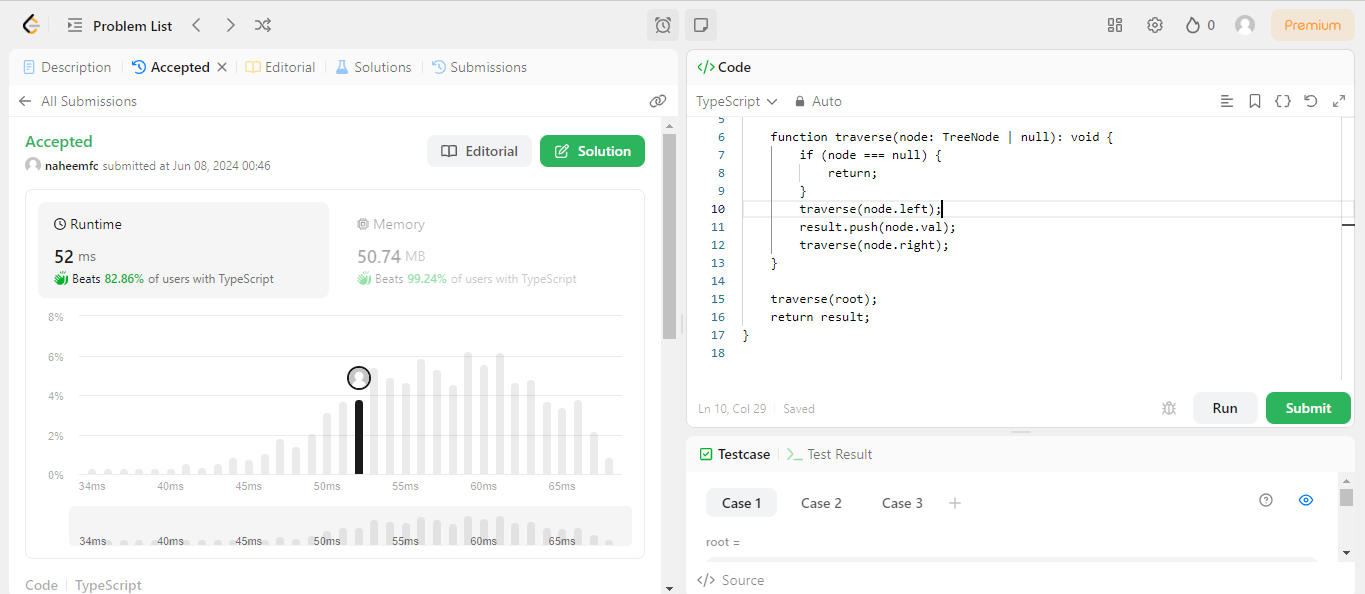 Problem List
0
Premium
Description
Accepted
Editorial
Solutions
Submissions
All Submissions
Accepted
naheemfc submitted at Jun 08, 2024 00:46
Editorial
Solution
Runtime
52 ms
Beats 82.86% of users with TypeScript
Memory
50.74 MB
Beats 99.24% of users with TypeScript
8%
6%
4%
2%
0%
34ms 40ms 45ms 50ms 55ms 60ms 65ms
34ms 40ms 45ms 50ms 55ms 60ms 65ms
Code TypeScript
</> Code
TypeScript
Auto
5
6 function traverse(node: TreeNode | null): void {
7 if (node === null) {
8 return;
9 }
10 traverse(node.left);
11 result.push(node.val);
12 traverse(node.right);
13 }
14
15 traverse(root);
16 return result;
17 }
18
Ln 10, Col 29 Saved
Run
Submit
Testcase
Test Result
Case 1 Case 2 Case 3 +
root =
</> Source